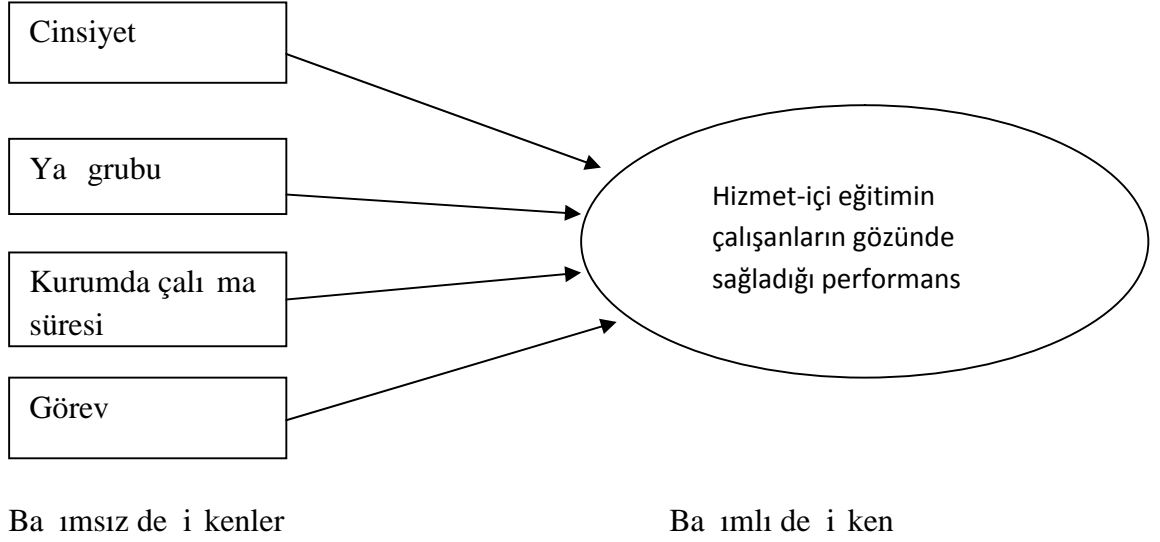 Cinsiyet
Ya grubu
Kurumda çalı ma
süresi
Görev
Hizmet-içi eğitimin
çalışanların gözünde
sağladığı performans
Ba ımsız de i kenler
Ba ımlı de i ken